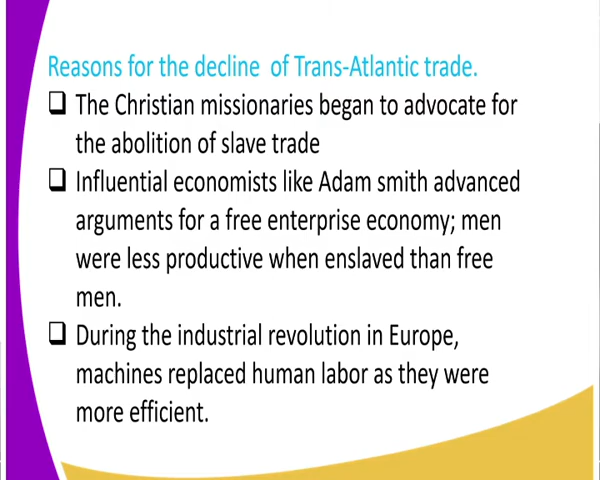 Reasons for the decline  of Trans-Atlantic trade.
❑ The Christian missionaries began to advocate for
the abolition of slave trade
❑ Influential economists like Adam smith advanced
arguments for a free enterprise economy; men
were less productive when enslaved than free
men.
❑ During the industrial revolution in Europe,
machines replaced human labor as they were
more efficient.